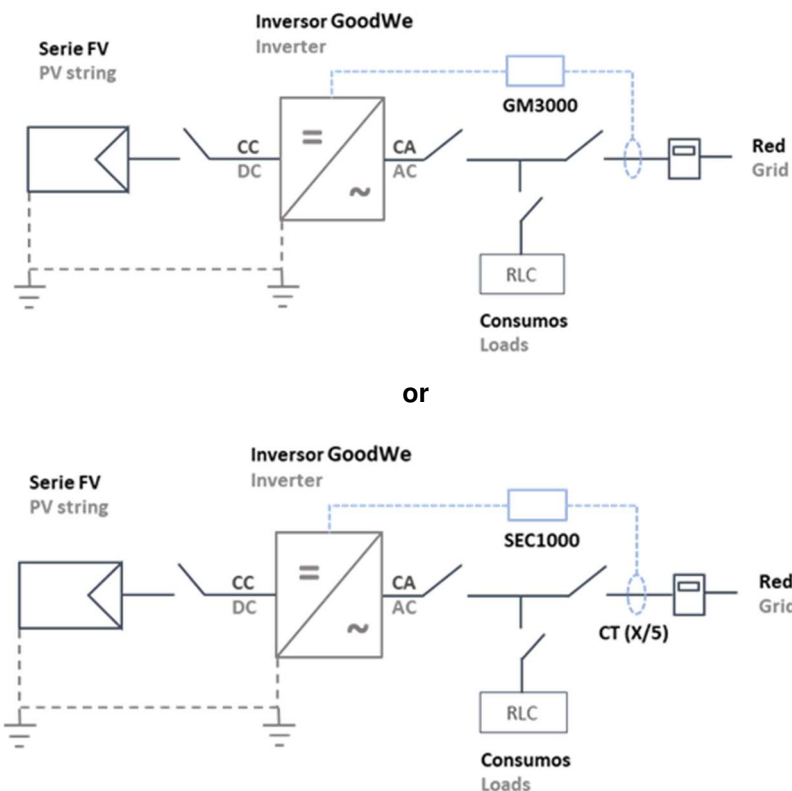 Inversor GoodWe
Inverter
Serie FV
PV string
GM3000
CC
DC
=
~
CA
AC
Red
Grid
RLC
Consumos
Loads
or
Inversor GoodWe
Inverter
Serie FV
PV string
SEC1000
CC
DC
=
~
CA
AC
Red
Grid
CT (X/5)
RLC
Consumos
Loads